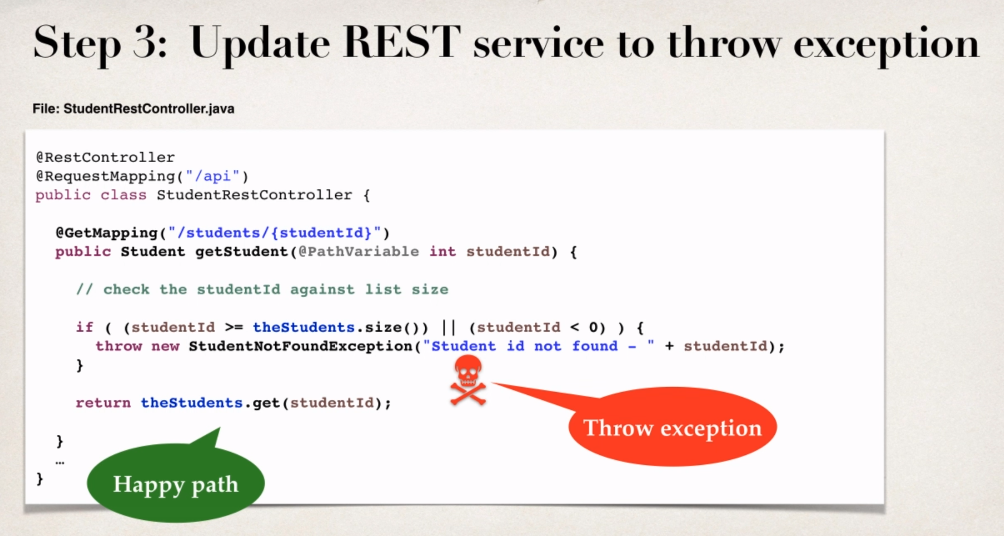 Step 3: Update REST service to throw exception
File: StudentRestController.java
@RestController
@RequestMapping("/api")
public class StudentRestController {
@GetMapping("/students/{studentId}")
public Student getStudent(@PathVariable int studentId) {
// check the studentId against list size
if ( (studentId >= theStudents.size()) || (studentId < 0) ) {
throw new StudentNotFoundException("Student id not found - " + studentId);
}
return theStudents.get(studentId);
}
…
}
Throw exception
Happy path